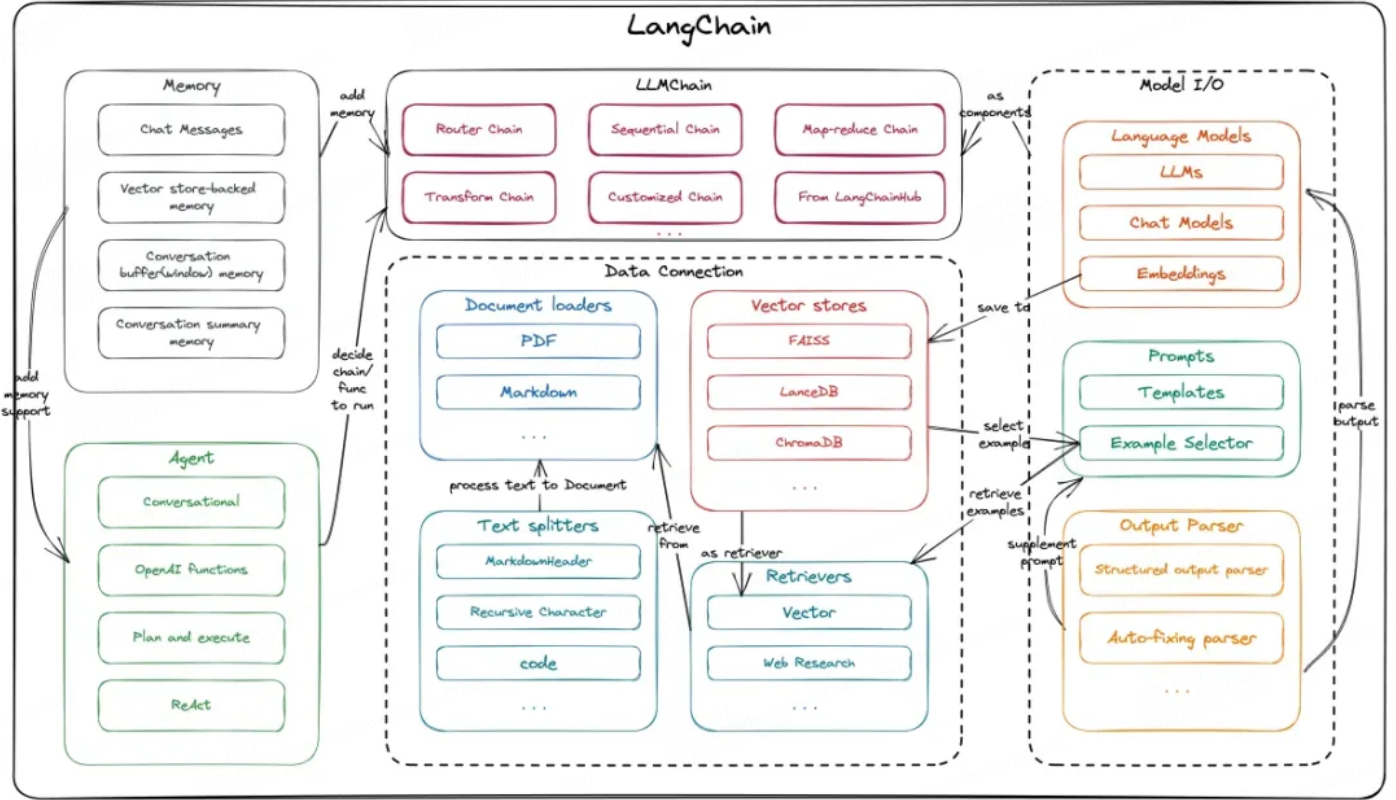 LangChain
Memory
Chat Messages
Vector store-backed
memory
Conversation
buffer(window) memory
Conversation summary
memory
add
memory
LLMChain
Router Chain
Sequential Chain
Map-reduce Chain
Transform Chain
Customized Chain
From LangChainHub
...
as
components
Model I/O
Language Models
LLMs
Chat Models
Embeddings
save to
Prompts
Templates
Example Selector
select
example
retrieve
examples
supplement
prompt
Output Parser
Structured output parser
Auto-fixing parser
...
parse
output
add
memory
support
Agent
Conversational
OpenAI functions
Plan and execute
ReAct
decide
chain/
func
to run
Data Connection
Document loaders
PDF
Markdown
...
process text to Document
Text splitters
MarkdownHeader
Recursive Character
code
...
Vector stores
FAISS
LanceDB
ChromaDB
...
retrieve
from
as retriever
Retrievers
Vector
Web Research
...